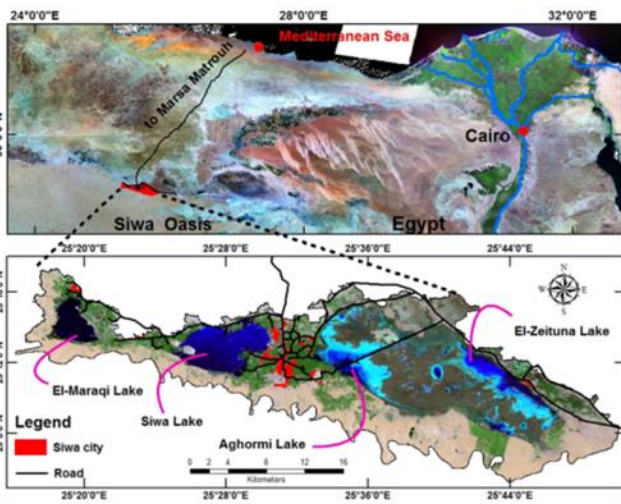 24°0'0"E 28°0'0"E 32°0'0"E
Mediterranean Sea
to Marsa Matrouh
Cairo
Siwa Oasis
Egypt
25°20'0"E 25°28'0"E 25°36'0"E 25°44'0"E
N
W E
S
El-Zeituna Lake
El-Maraqi Lake
Siwa Lake
Aghormi Lake
Legend
Siwa city
Road
0 2 4 8 12 16
Kilometers
25°20'0"E 25°28'0"E 25°36'0"E 25°44'0"E